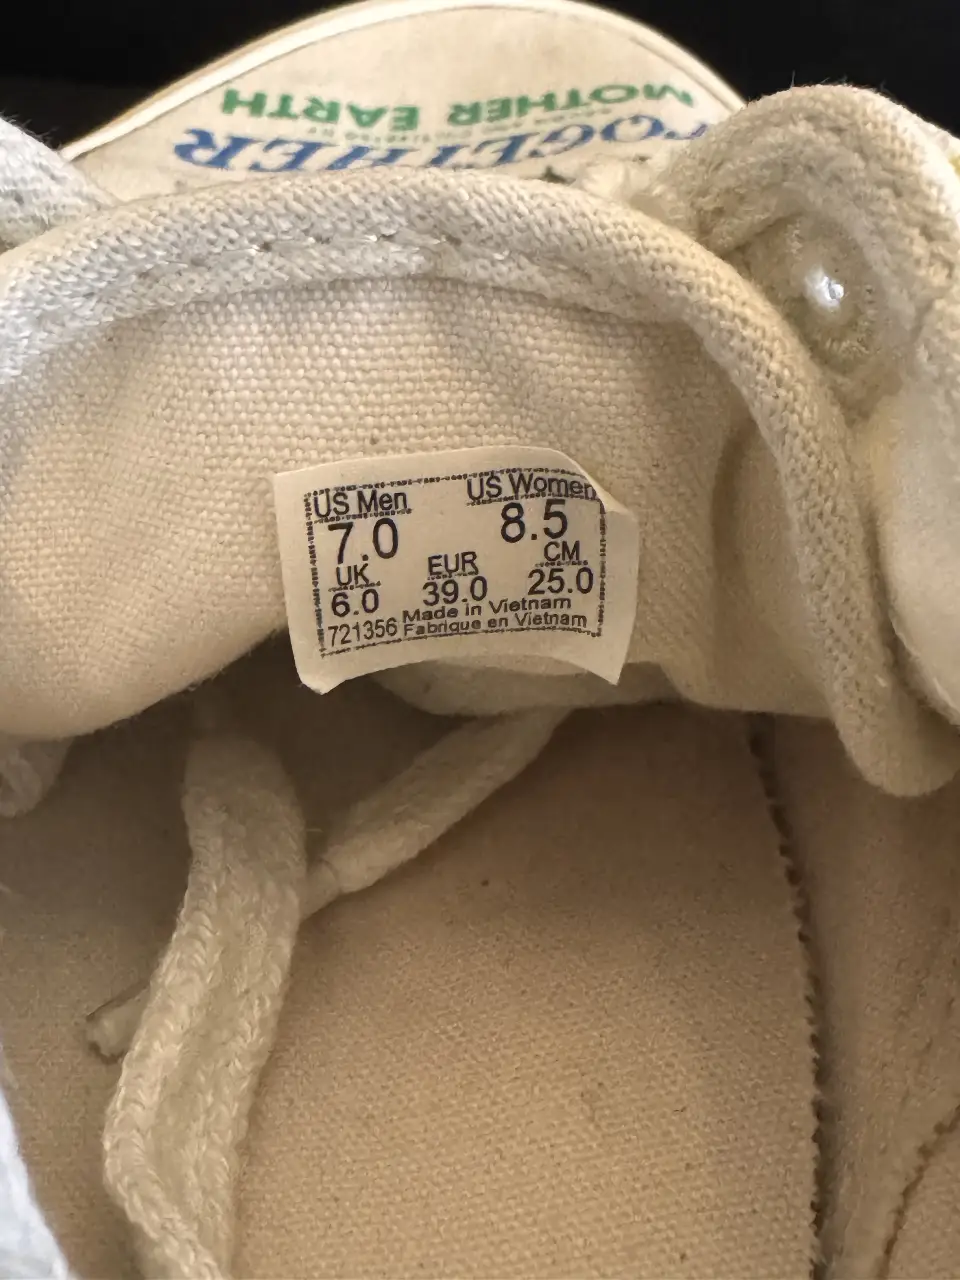 MOTHER EARTH
TOGETHER
US Men US Women
7.0 8.5
UK EUR CM
6.0 39.0 25.0
Made in Vietnam
721356 Fabrique en Vietnam